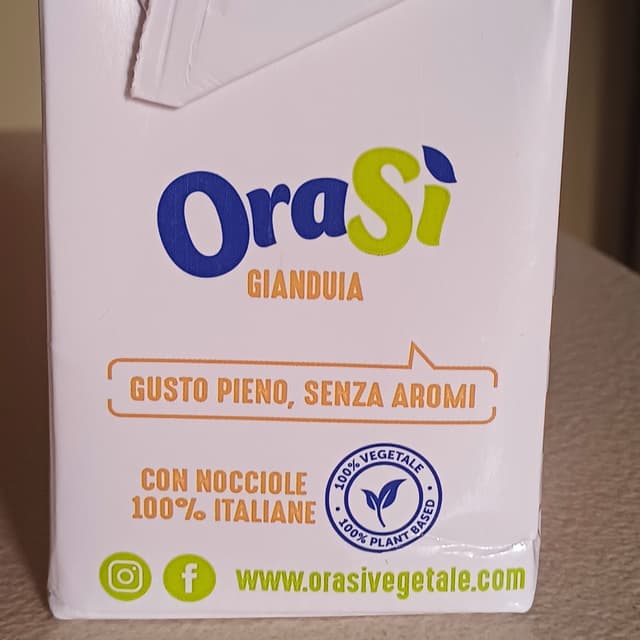 OraSì
GIANDUIA
GUSTO PIENO, SENZA AROMI
CON NOCCIOLE
100% ITALIANE
100% VEGETALE
100% PLANT BASED
www.orasivegetale.com